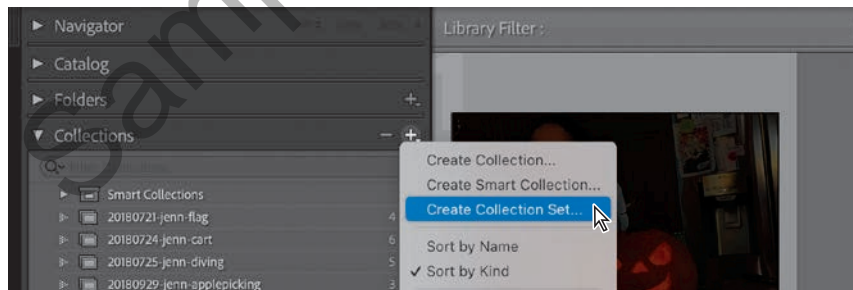 Sam
Navigator
Library Filter :
Catalog
Folders
Collections
Create Collection...
Create Smart Collection...
Smart Collections
Create Collection Set...
20180721-jenn-flag 4
20180724-jenn-cart 6
Sort by Name
20180725-jenn-diving 5
Sort by Kind
20180929-jenn-applepicking 3